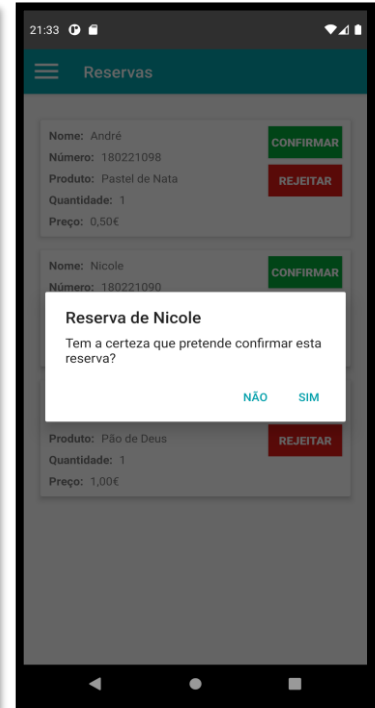 21:33
Reservas
Nome: André
CONFIRMAR
Número: 180221098
Produto: Pastel de Nata
REJEITAR
Quantidade: 1
Preço: 0,50€
Nome: Nicole
CONFIRMAR
Número: 180221090
Reserva de Nicole
Tem a certeza que pretende confirmar esta
reserva?
NÃO SIM
Produto: Pão de Deus
REJEITAR
Quantidade: 1
Preço: 1,00€